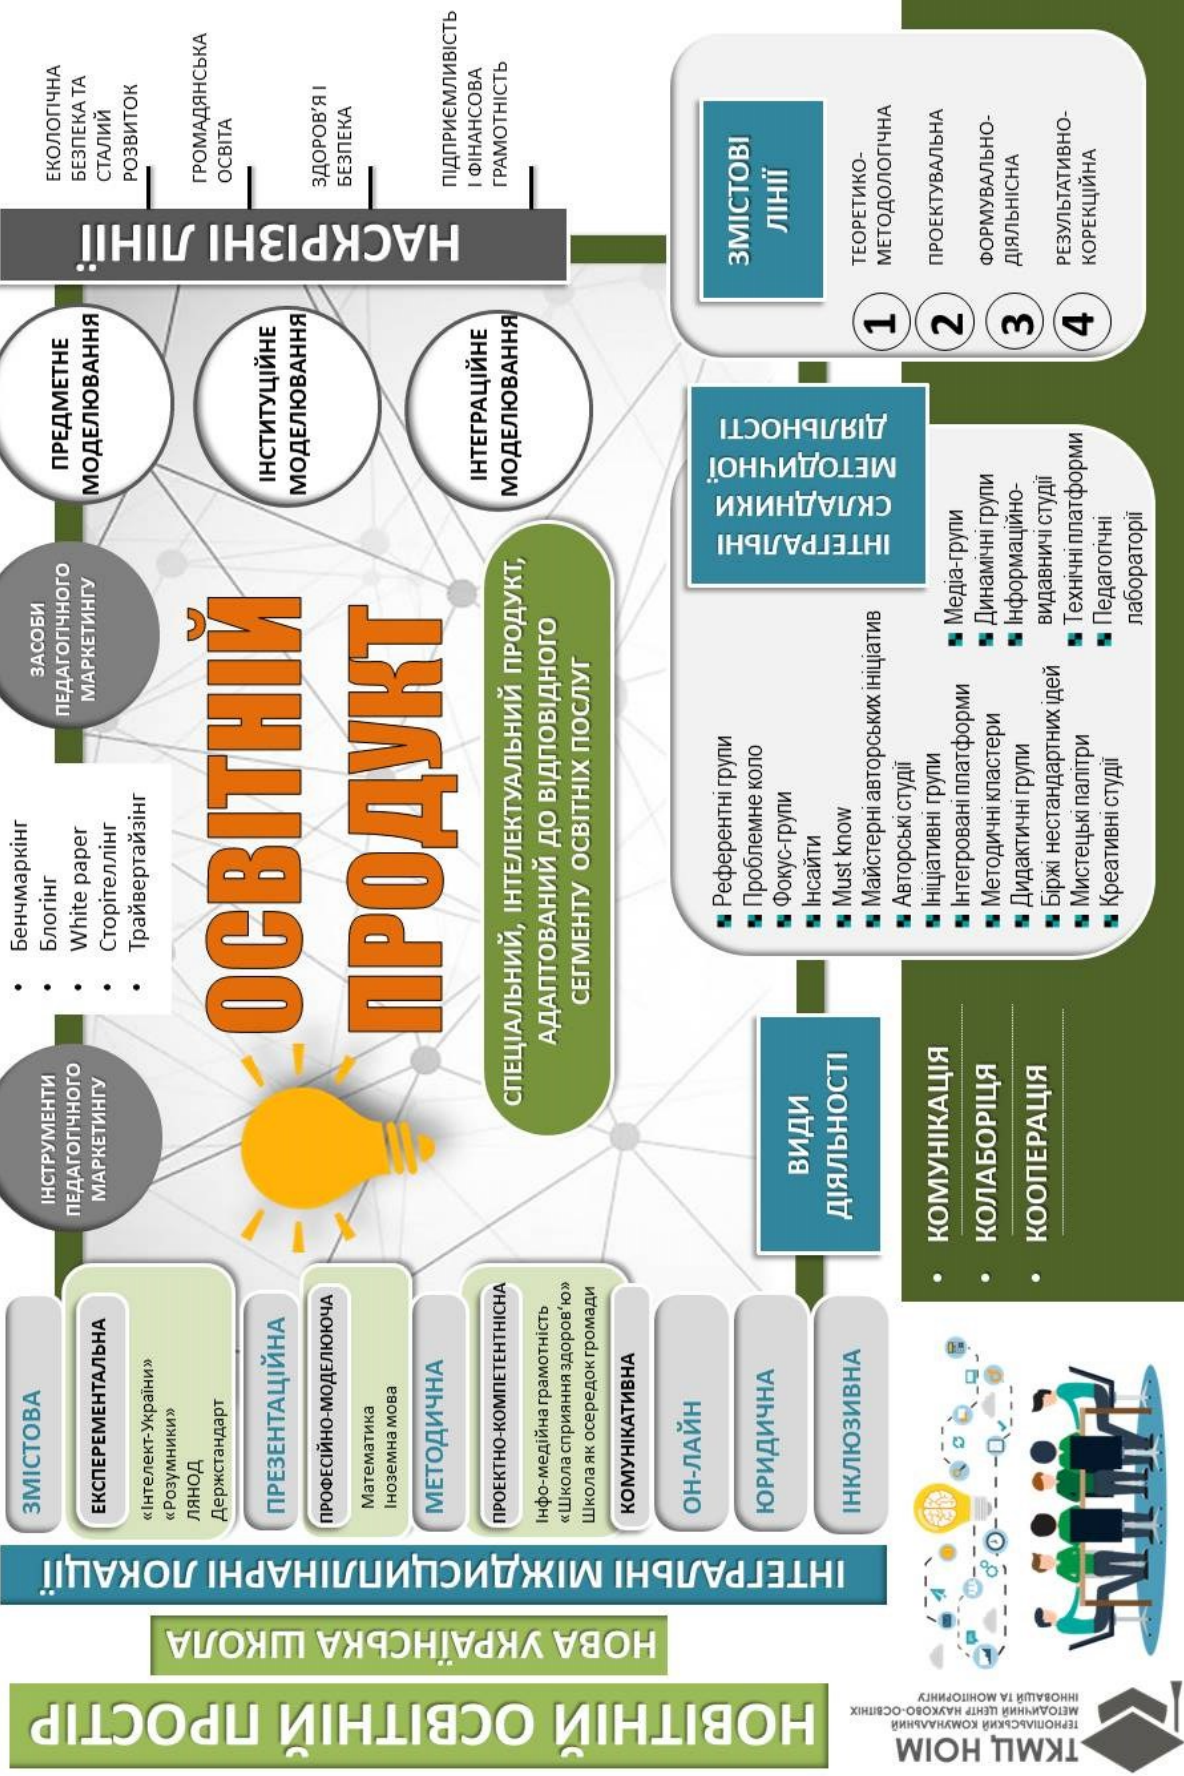 НОВІТНІЙ ОСВІТНІЙ ПРОСТІР
НОВА УКРАЇНСЬКА ШКОЛА
ІНТЕГРАЛЬНІ МІЖДИСЦИПЛІНАРНІ ЛОКАЦІЇ
ЗМІСТОВА
ЕКСПЕРЕМЕНТАЛЬНА
«Інтелект-України»
«Розумники»
ЛЯНОД
Держстандарт
ПРЕЗЕНТАЦІЙНА
ПРОФЕСІЙНО-МОДЕЛЮЮЧА
Математика
Іноземна мова
МЕТОДИЧНА
ПРОЕКТНО-КОМПЕТЕНТНІСНА
Інфо-медійна грамотність
«Школа сприяння здоров'ю»
Школа як осередок громади
КОМУНІКАТИВНА
ОН-ЛАЙН
ЮРИДИЧНА
ІНКЛЮЗИВНА
ІНСТРУМЕНТИ
ПЕДАГОГІЧНОГО
МАРКЕТИНГУ
• Бенчмаркінг
• Блогінг
• White paper
• Сторітеллінг
• Трайвертайзінг
ЗАСОБИ
ПЕДАГОГІЧНОГО
МАРКЕТИНГУ
ПРЕДМЕТНЕ
МОДЕЛЮВАННЯ
ІНСТИТУЦІЙНЕ
МОДЕЛЮВАННЯ
ІНТЕГРАЦІЙНЕ
МОДЕЛЮВАННЯ
НАСКРІЗНІ ЛІНІЇ
ЕКОЛОГІЧНА
БЕЗПЕКА ТА
СТАЛИЙ
РОЗВИТОК
ГРОМАДЯНСЬКА
ОСВІТА
ЗДОРОВ'Я І
БЕЗПЕКА
ПІДПРИЄМЛИВІСТЬ
І ФІНАНСОВА
ГРАМОТНІСТЬ
ОСВІТНІЙ
ПРОДУКТ
СПЕЦІАЛЬНИЙ, ІНТЕЛЕКТУАЛЬНИЙ ПРОДУКТ,
АДАПТОВАНИЙ ДО ВІДПОВІДНОГО
СЕГМЕНТУ ОСВІТНІХ ПОСЛУГ
ВИДИ
ДІЯЛЬНОСТІ
• КОМУНІКАЦІЯ
• КОЛАБОРІЦЯ
• КООПЕРАЦІЯ
ІНТЕГРАЛЬНІ
СКЛАДНИКИ
МЕТОДИЧНОЇ
ДІЯЛЬНОСТІ
Референтні групи
Проблемне коло
Фокус-групи
Інсайти
Must know
Майстерні авторських ініціатив
Авторські студії
Ініціативні групи
Інтегровані платформи
Методичні кластери
Дидактичні групи
Біржі нестандартних ідей
Мистецькі палітри
Креативні студії
Медіа-групи
Динамічні групи
Інформаційно-
видавничі студії
Технічні платформи
Педагогічні
лабораторії
ЗМІСТОВІ
ЛІНІЇ
1 ТЕОРЕТИКО-
МЕТОДОЛОГІЧНА
2 ПРОЕКТУВАЛЬНА
3 ФОРМУВАЛЬНО-
ДІЯЛЬНІСНА
4 РЕЗУЛЬТАТИВНО-
КОРЕКЦІЙНА
ТКМЦ НОІМ
ТЕРНОПІЛЬСЬКИЙ КОМУНАЛЬНИЙ
МЕТОДИЧНИЙ ЦЕНТР НАУКОВО-ОСВІТНІХ
ІННОВАЦІЙ ТА МОНІТОРИНГУ